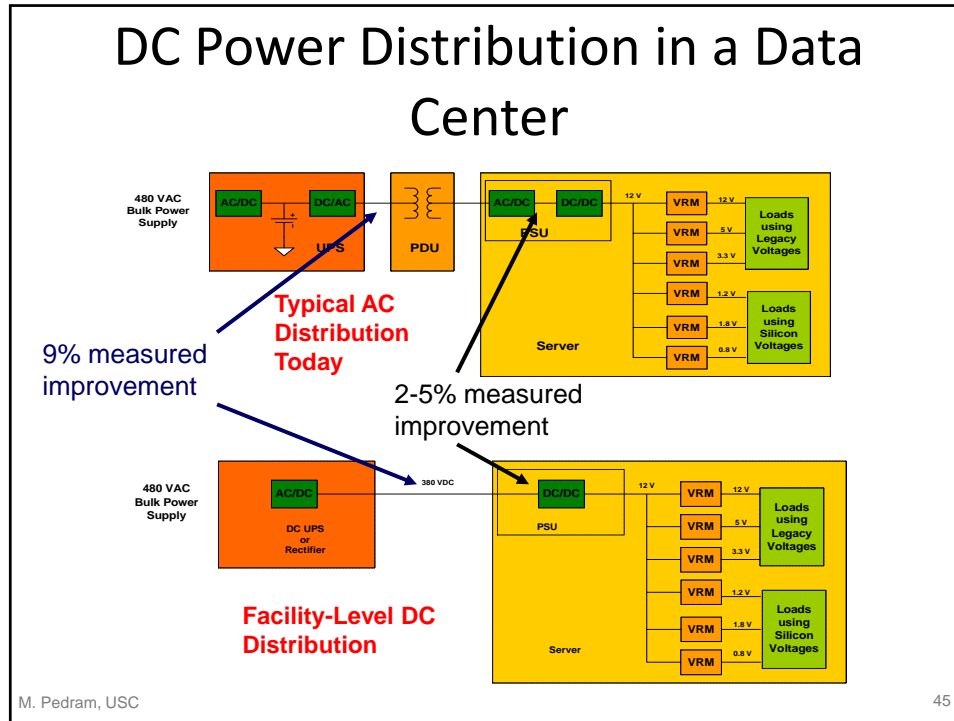 DC Power Distribution in a Data
Center
480 VAC
Bulk Power
Supply
AC/DC
DC/AC
+
UPS
PDU
AC/DC
DC/DC
PSU
12 V
VRM
12 V
VRM
5 V
VRM
3.3 V
VRM
1.2 V
VRM
1.8 V
VRM
0.8 V
Loads
using
Legacy
Voltages
Loads
using
Silicon
Voltages
Server
Typical AC
Distribution
Today
9% measured
improvement
2-5% measured
improvement
480 VAC
Bulk Power
Supply
AC/DC
DC UPS
or
Rectifier
380 VDC
DC/DC
PSU
12 V
VRM
12 V
VRM
5 V
VRM
3.3 V
VRM
1.2 V
VRM
1.8 V
VRM
0.8 V
Loads
using
Legacy
Voltages
Loads
using
Silicon
Voltages
Server
Facility-Level DC
Distribution
M. Pedram, USC
45